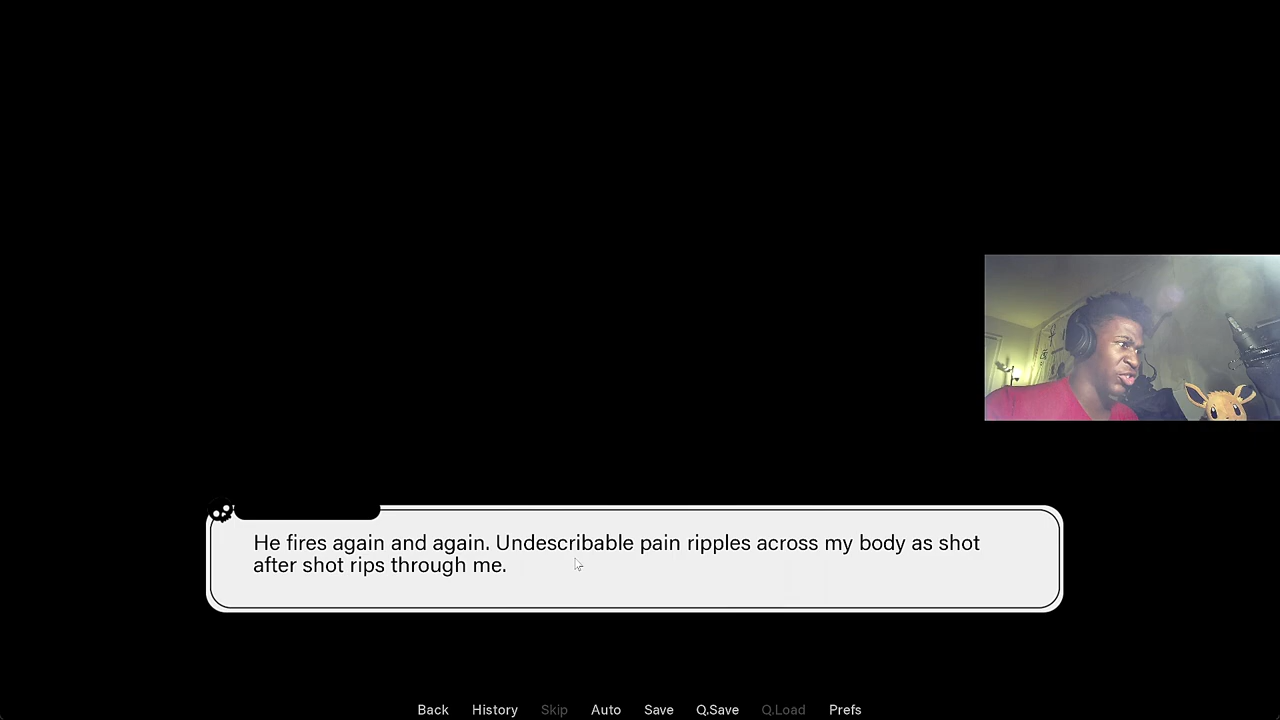 He fires again and again. Undescribable pain ripples across my body as shot
after shot rips through me.
Back History Skip Auto Save Q.Save Q.Load Prefs